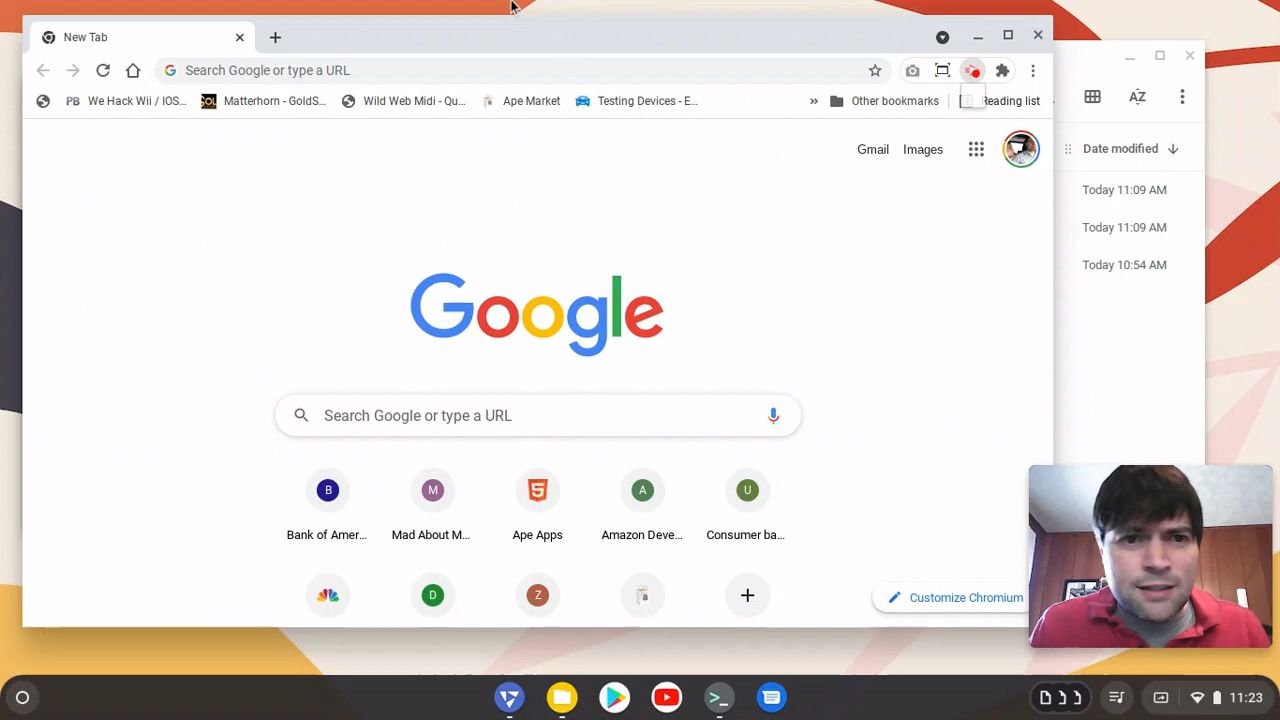 New Tab
Search Google or type a URL
PB We Hack Wii / IOS...
GOL Matterhorn - GoldS...
Wild Web Midi - Qu...
Ape Market
Testing Devices - E...
» Other bookmarks
Reading list
Gmail Images
AZ
Date modified
Today 11:09 AM
Today 11:09 AM
Today 10:54 AM
Google
Search Google or type a URL
B M 5 A U
Bank of Amer... Mad About M... Ape Apps Amazon Deve... Consumer ba...
D Z
Customize Chromium
11:23